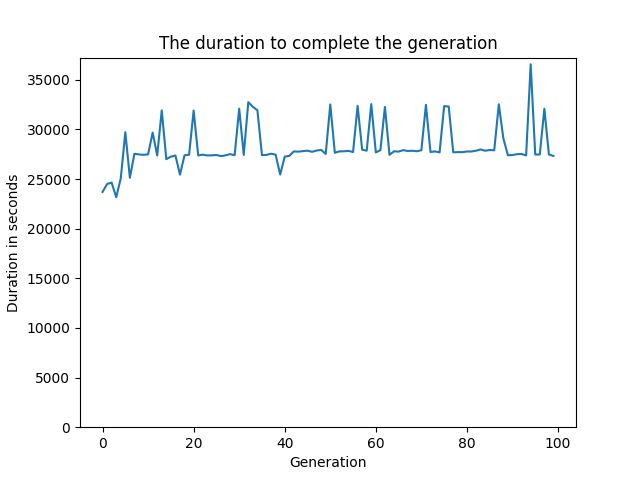 The duration to complete the generation
Duration in seconds
35000
30000
25000
20000
15000
10000
5000
0
0 20 40 60 80 100
Generation